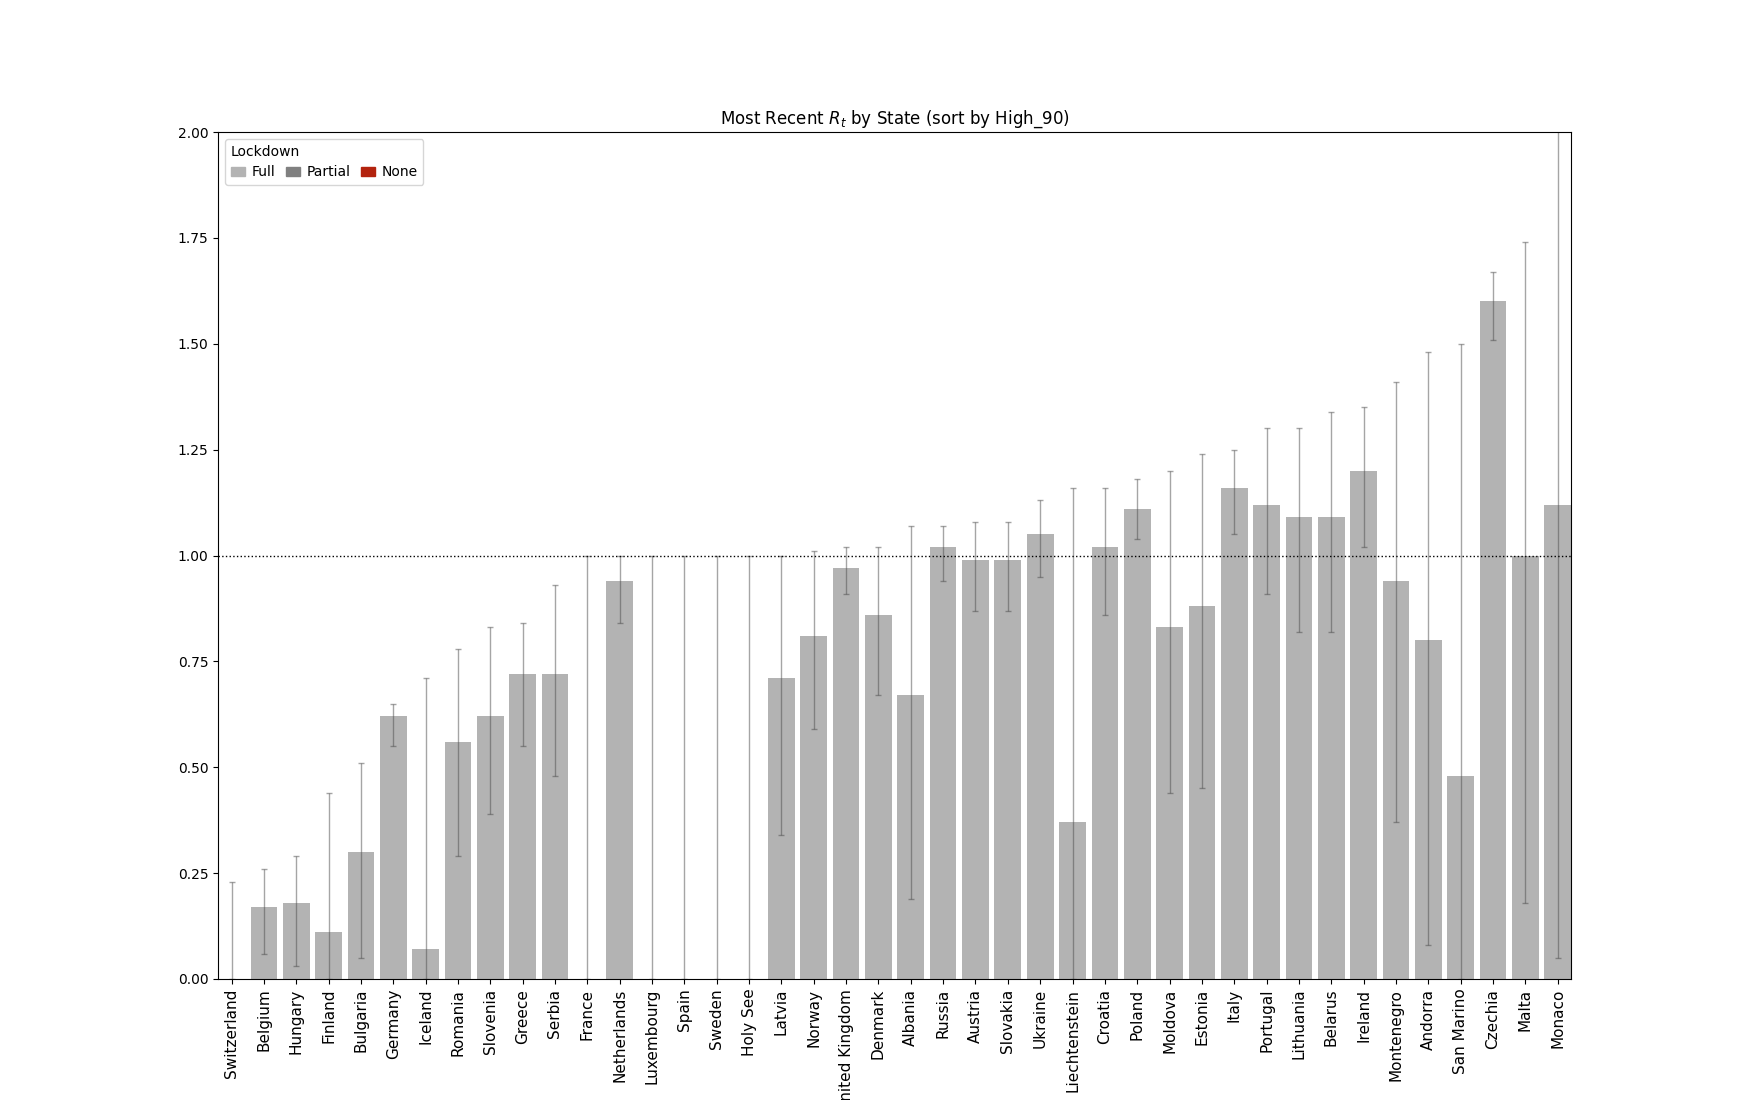 Most Recent R_t by State (sort by High_90)
Lockdown
Full Partial None
2.00
1.75
1.50
1.25
1.00
0.75
0.50
0.25
0.00
Switzerland
Belgium
Hungary
Finland
Bulgaria
Germany
Iceland
Romania
Slovenia
Greece
Serbia
France
Netherlands
Luxembourg
Spain
Sweden
Holy See
Latvia
Norway
nited Kingdom
Denmark
Albania
Russia
Austria
Slovakia
Ukraine
Liechtenstein
Croatia
Poland
Moldova
Estonia
Italy
Portugal
Lithuania
Belarus
Ireland
Montenegro
Andorra
San Marino
Czechia
Malta
Monaco